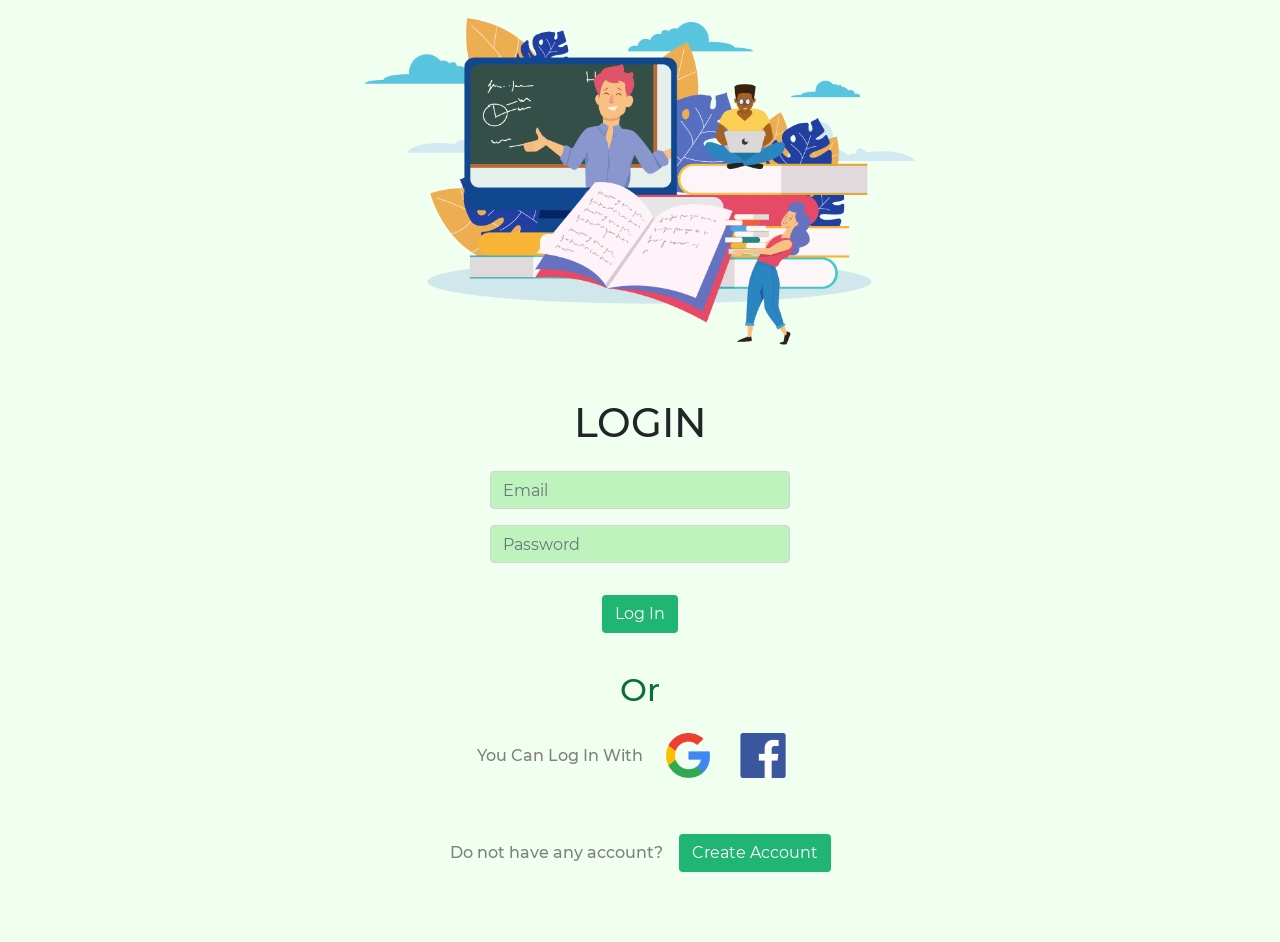 LOGIN
Email
Password
Log In
Or
You Can Log In With
Do not have any account? Create Account